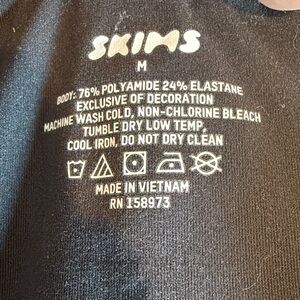 SKIMS
M
BODY: 76% POLYAMIDE 24% ELASTANE
EXCLUSIVE OF DECORATION
MACHINE WASH COLD, NON-CHLORINE BLEACH
TUMBLE DRY LOW TEMP,
COOL IRON, DO NOT DRY CLEAN
MADE IN VIETNAM
RN 158973